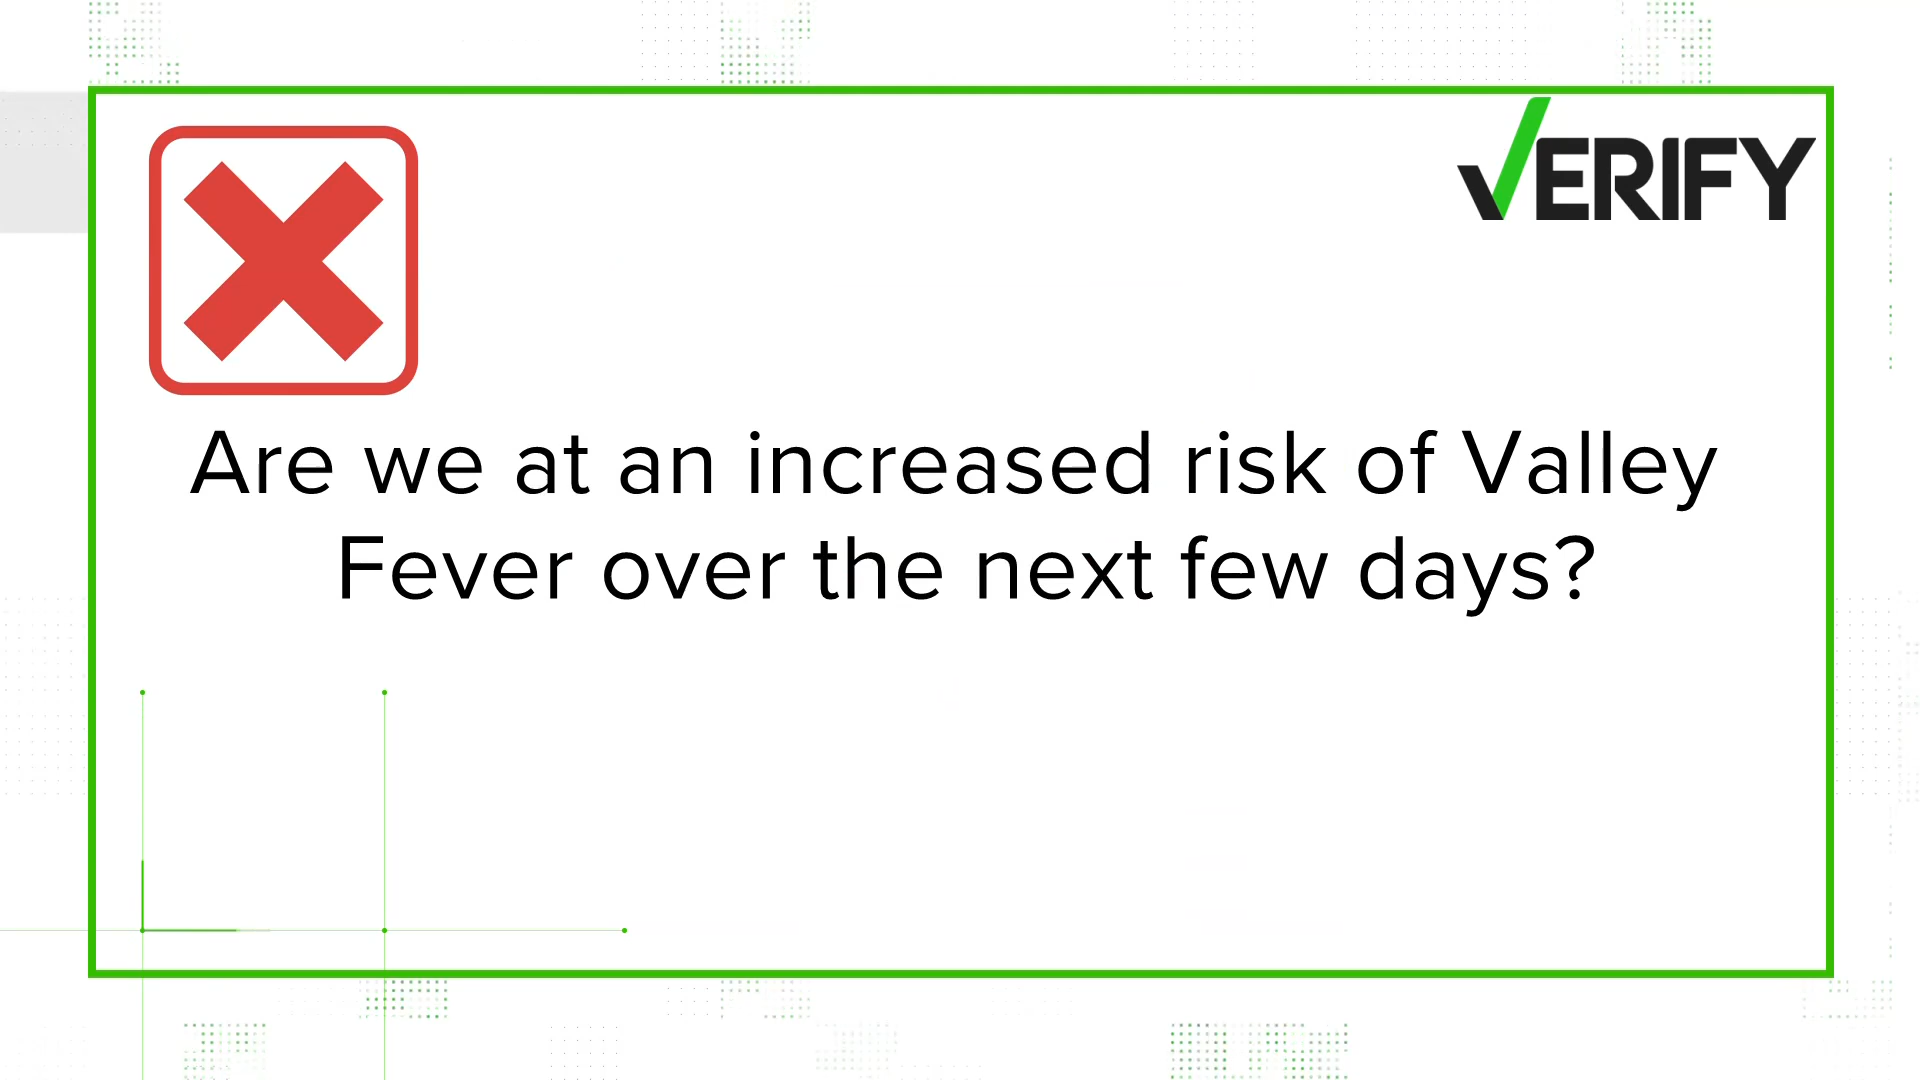 VERIFY
Are we at an increased risk of Valley
Fever over the next few days?